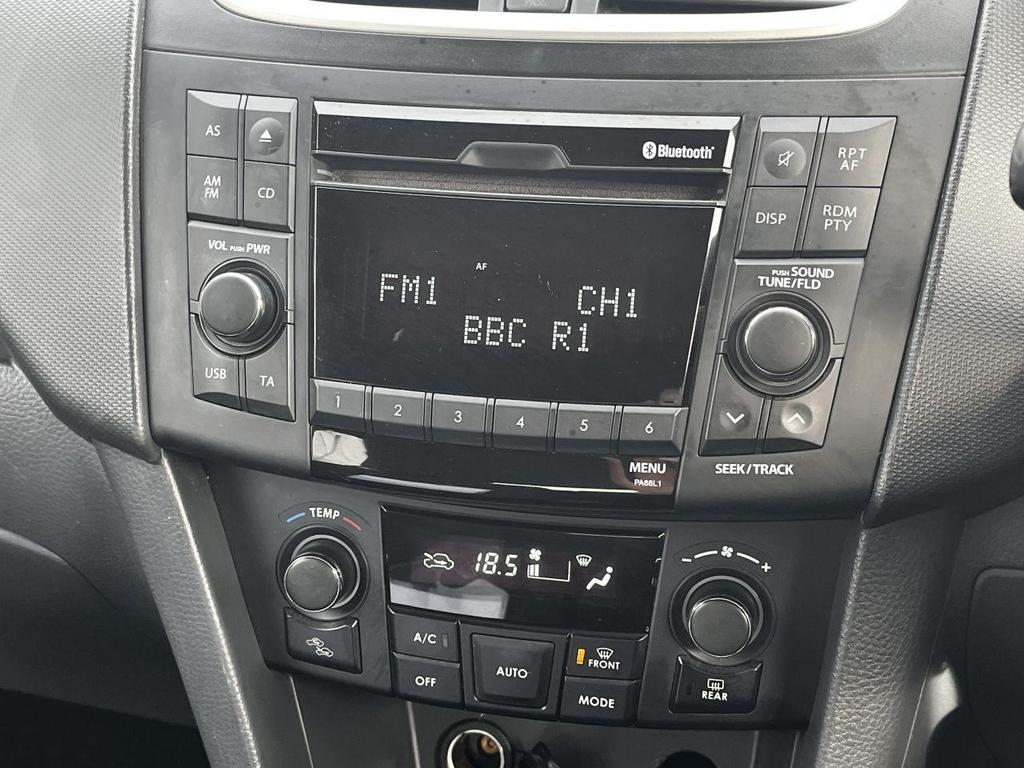 AS
AM
FM
CD
VOL PUSH PWR
USB
TA
Bluetooth
RPT
AF
DISP
RDM
PTY
PUSH SOUND
TUNE/FLD
AF
FM1 CH1
BBC R1
1 2 3 4 5 6
MENU
PA68L1
SEEK/TRACK
TEMP
18.5
- +
A/C
OFF
AUTO
FRONT
MODE
REAR